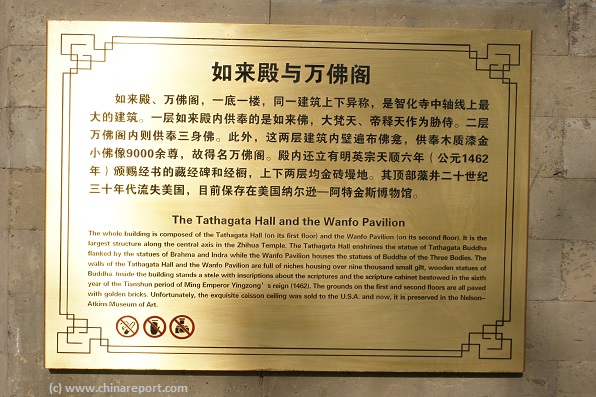 如来殿与万佛阁
如来殿、万佛阁，一底一楼，同一建筑上下异称，是智化寺中轴线上最
大的建筑。一层如来殿内供奉的是如来佛，大梵天、帝释天作为胁侍。二层
万佛阁内则供奉三身佛。此外，这两层建筑内壁遍布佛龛，供奉木质漆金
小佛像9000余尊，故得名万佛阁。殿内还立有明英宗天顺六年（公元1462
年）颁赐经书的藏经碑和经橱，上下两层均金砖墁地。其顶部藻井二十世纪
三十年代流失美国，目前保存在美国纳尔逊—阿特金斯博物馆。
The Tathagata Hall and the Wanfo Pavilion
The whole building is composed of the Tathagata Hall (on its first floor) and the Wanfo Pavilion (on its second floor). It is the
largest structure along the central axis in the Zhihua Temple. The Tathagata Hall enshrines the statue of Tathagata Buddha
flanked by the statues of Brahma and Indra while the Wanfo Pavilion houses the statues of Buddha of the Three Bodies. The
walls of the Tathagata Hall and the Wanfo Pavilion are full of niches housing over nine thousand small gilt, wooden statues of
Buddha. Inside the building stands a stele with inscriptions about the scriptures and the scripture cabinet bestowed in the sixth
year of the Tianshun period of Ming Emperor Yingzong’s reign (1462). The grounds on the first and second floors are all paved
with golden bricks. Unfortunately, the exquisite caisson ceiling was sold to the U.S.A. and now, it is preserved in the Nelson-
Atkins Museum of Art.
(c) www.chinareport.com